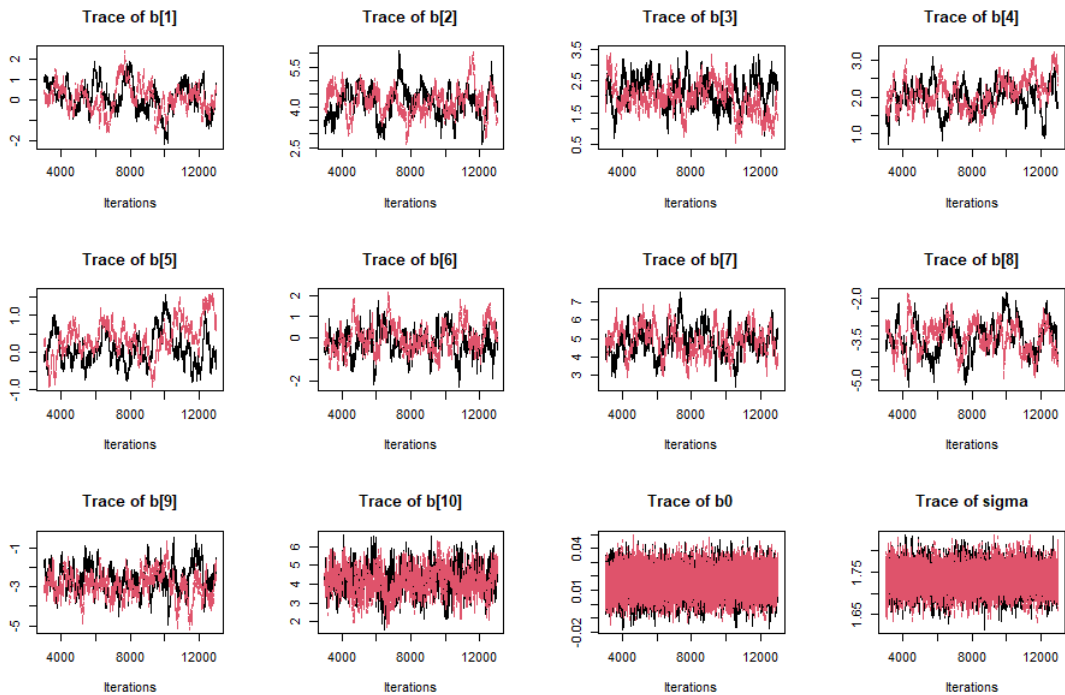 Trace of b[1] Trace of b[2] Trace of b[3] Trace of b[4]
2 1 0 -2
5.5 4.0 2.5
3.5 2.5 1.5 0.5
3.0 2.0 1.0
4000 8000 12000 4000 8000 12000 4000 8000 12000 4000 8000 12000
Iterations Iterations Iterations Iterations
Trace of b[5] Trace of b[6] Trace of b[7] Trace of b[8]
1.0 0.0 -1.0
2 1 0 -2
7 6 5 4 3
-2.0 -3.5 -5.0
4000 8000 12000 4000 8000 12000 4000 8000 12000 4000 8000 12000
Iterations Iterations Iterations Iterations
Trace of b[9] Trace of b[10] Trace of b0 Trace of sigma
-1 -3 -5
6 5 4 3 2
0.04 0.01 -0.02
1.75 1.65
4000 8000 12000 4000 8000 12000 4000 8000 12000 4000 8000 12000
Iterations Iterations Iterations Iterations